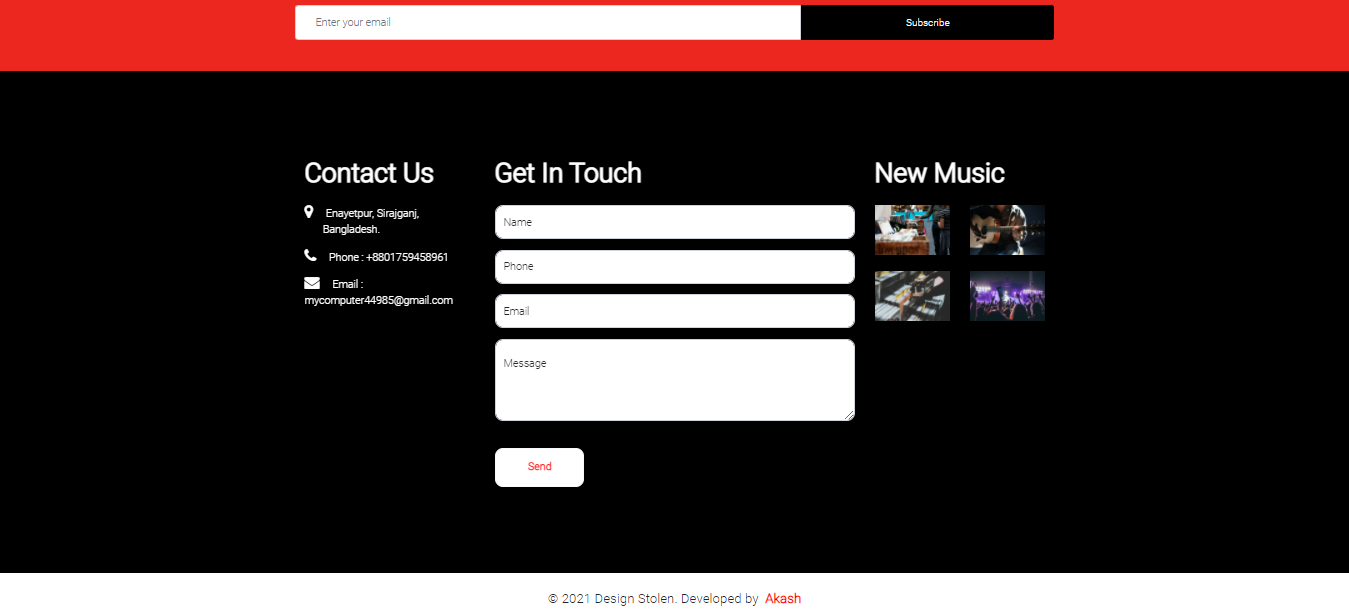 Enter your email
Subscribe
Contact Us
Enayetpur, Sirajganj,
Bangladesh.
Phone : +8801759458961
Email :
mycomputer44985@gmail.com
Get In Touch
Name
Phone
Email
Message
Send
New Music
© 2021 Design Stolen. Developed by Akash